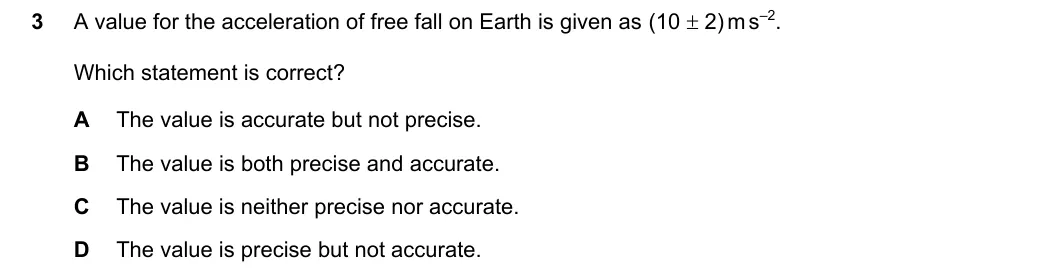 3 A value for the acceleration of free fall on Earth is given as (10 ± 2) m s⁻².
Which statement is correct?
A The value is accurate but not precise.
B The value is both precise and accurate.
C The value is neither precise nor accurate.
D The value is precise but not accurate.